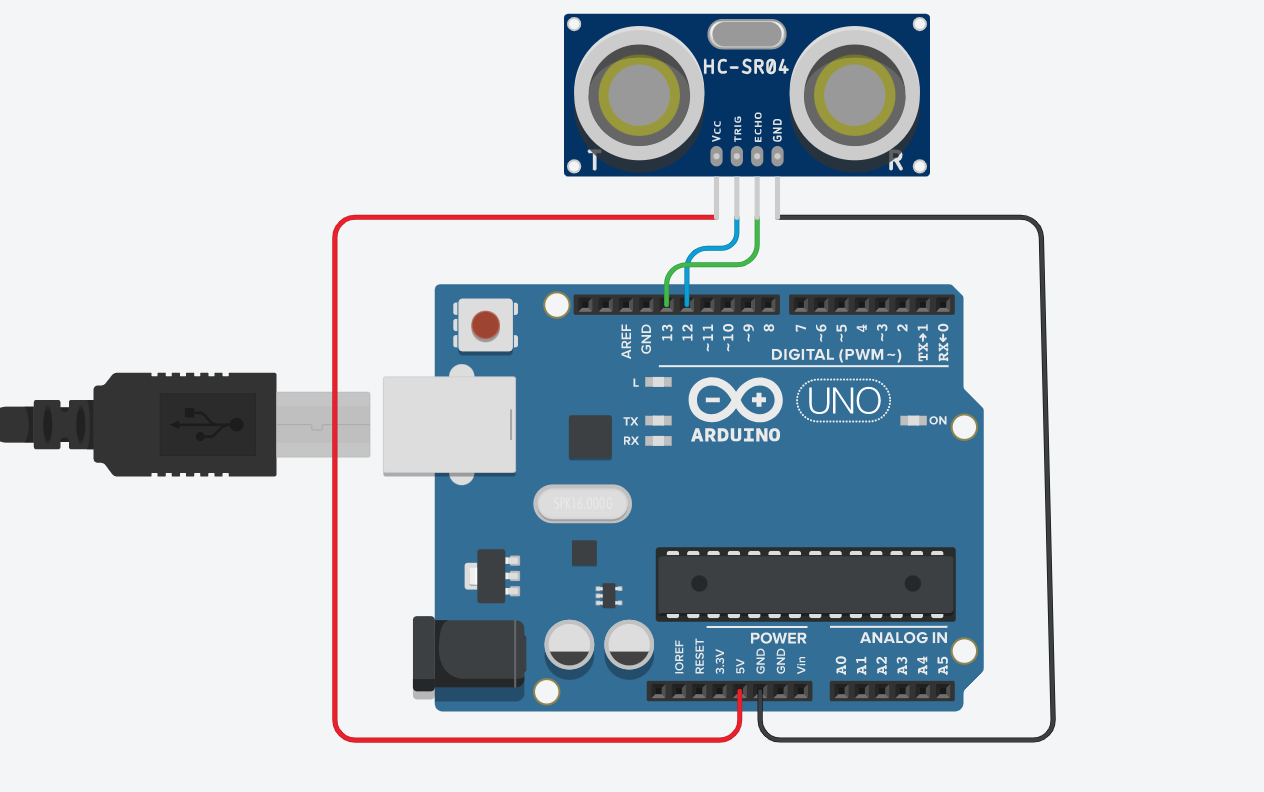 HC-SR04
Vcc
TRIG
ECHO
GND
T
R
AREF
GND
13
12
~11
~10
~9
8
7
~6
~5
4
~3
2
TX→1
RX←0
DIGITAL (PWM~)
L
TX
RX
ARDUINO
UNO
ON
SPK16.000G
POWER
ANALOG IN
IOREF
RESET
3.3V
5V
GND
GND
Vin
A0
A1
A2
A3
A4
A5